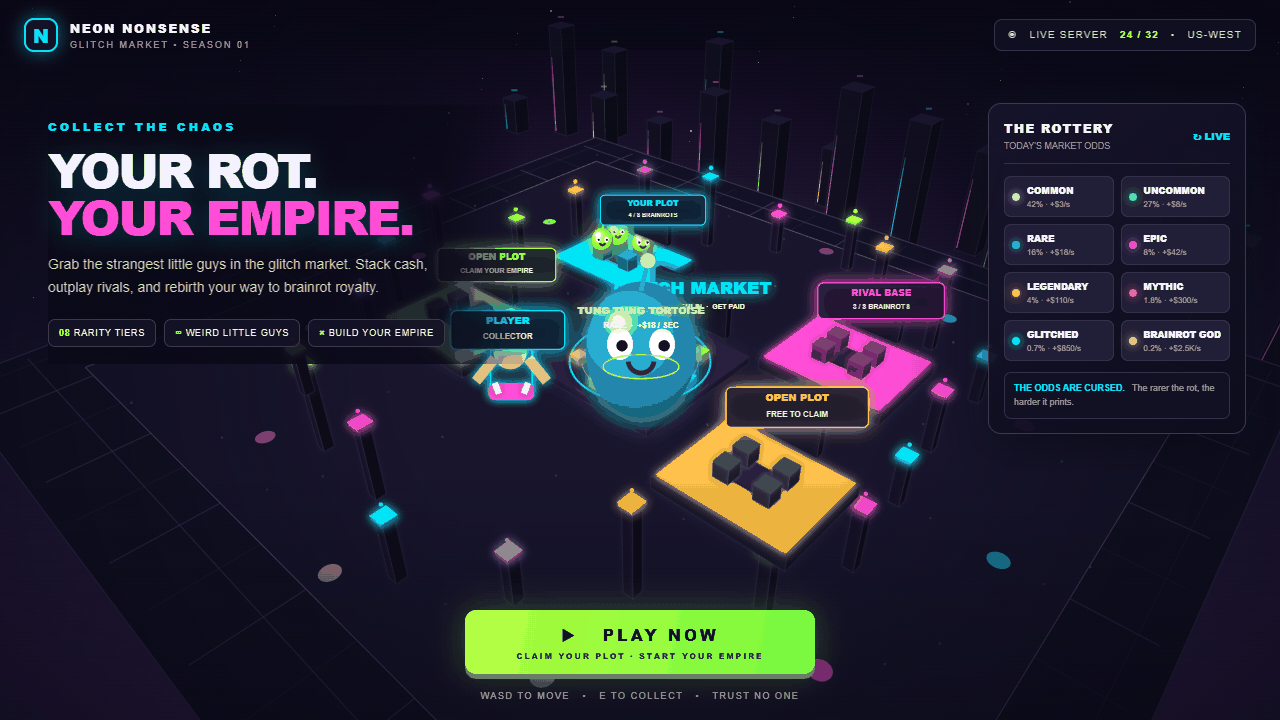 N
NEON NONSENSE
GLITCH MARKET • SEASON 01
LIVE SERVER 24 / 32 • US-WEST
COLLECT THE CHAOS
YOUR ROT.
YOUR EMPIRE.
Grab the strangest little guys in the glitch market. Stack cash,
outplay rivals, and rebirth your way to brainrot royalty.
08 RARITY TIERS
∞ WEIRD LITTLE GUYS
× BUILD YOUR EMPIRE
YOUR PLOT
4 / 8 BRAINROTS
OPEN PLOT
CLAIM YOUR EMPIRE
PLAYER
COLLECTOR
CH MARKET
· GET PAID
TUNG TUNG TORTOISE
+$18 / SEC
RIVAL BASE
3 / 8 BRAINROTS
OPEN PLOT
FREE TO CLAIM
THE ROTTERY
↻ LIVE
TODAY'S MARKET ODDS
COMMON
42% · +$3/s
UNCOMMON
27% · +$8/s
RARE
16% · +$18/s
EPIC
8% · +$42/s
LEGENDARY
4% · +$110/s
MYTHIC
1.8% · +$300/s
GLITCHED
0.7% · +$850/s
BRAINROT GOD
0.2% · +$2.5K/s
THE ODDS ARE CURSED. The rarer the rot, the
harder it prints.
▶ PLAY NOW
CLAIM YOUR PLOT · START YOUR EMPIRE
WASD TO MOVE • E TO COLLECT • TRUST NO ONE